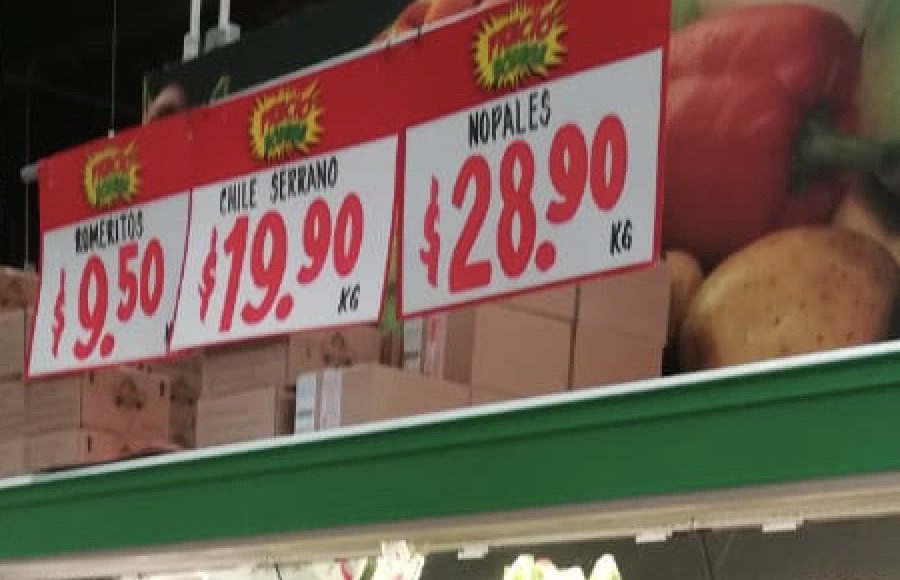 ROMERITOS
$9.50
CHILE SERRANO
$19.90
KG
NOPALES
$28.90
KG